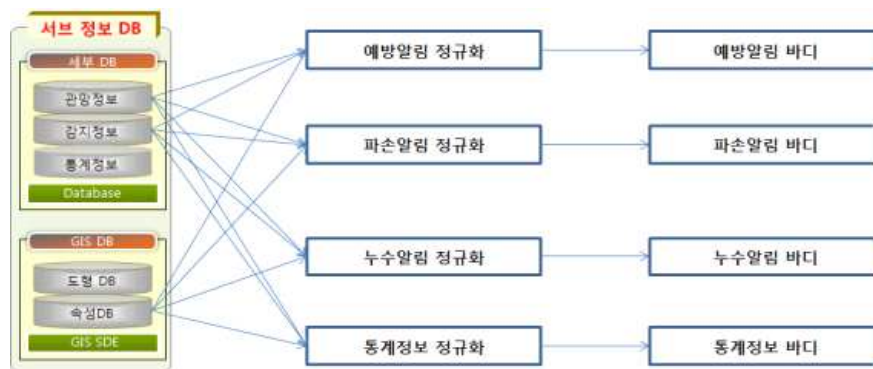 서브 정보 DB
세부 DB
관망정보
감지정보
통계정보
Database
GIS DB
도형 DB
속성DB
GIS SDE
예방알림 정규화
예방알림 바디
파손알림 정규화
파손알림 바디
누수알림 정규화
누수알림 바디
통계정보 정규화
통계정보 바디